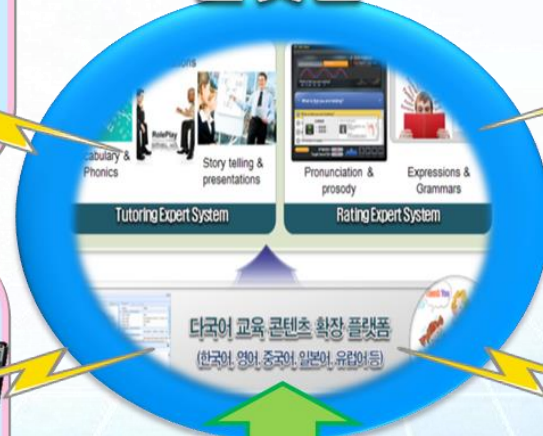 RolePlay
Phonics
Story telling &
presentations
Pronunciation &
prosody
Expressions &
Grammars
Tutoring Expert System
Rating Expert System
다국어 교육 콘텐츠 확장 플랫폼
(한국어, 영어, 중국어, 일본어, 유럽어 등)